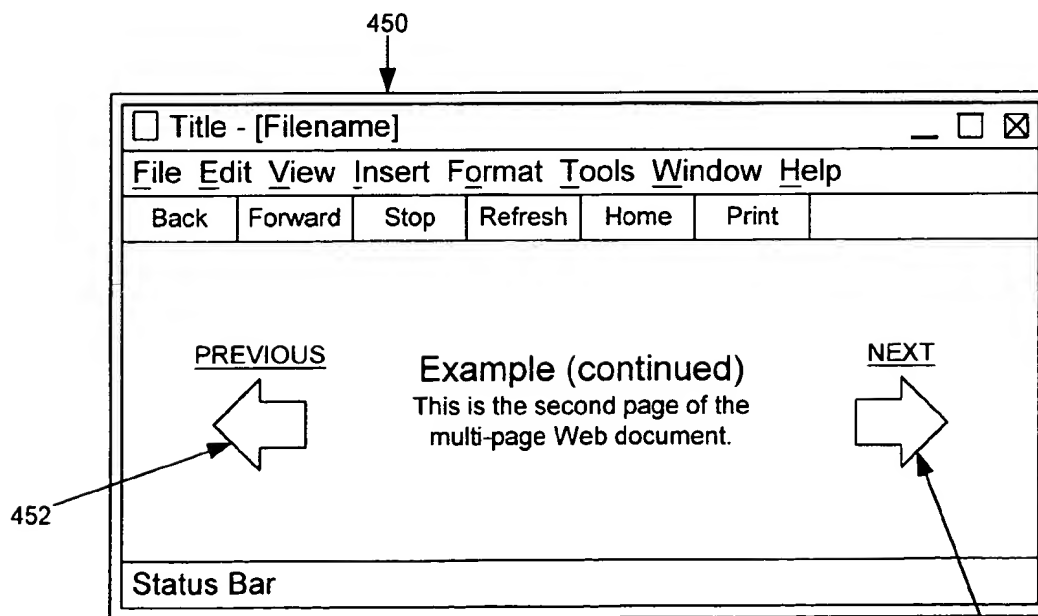 450
Title - [Filename]
File Edit View Insert Format Tools Window Help
Back Forward Stop Refresh Home Print
PREVIOUS
NEXT
Example (continued)
This is the second page of the
multi-page Web document.
452
Status Bar